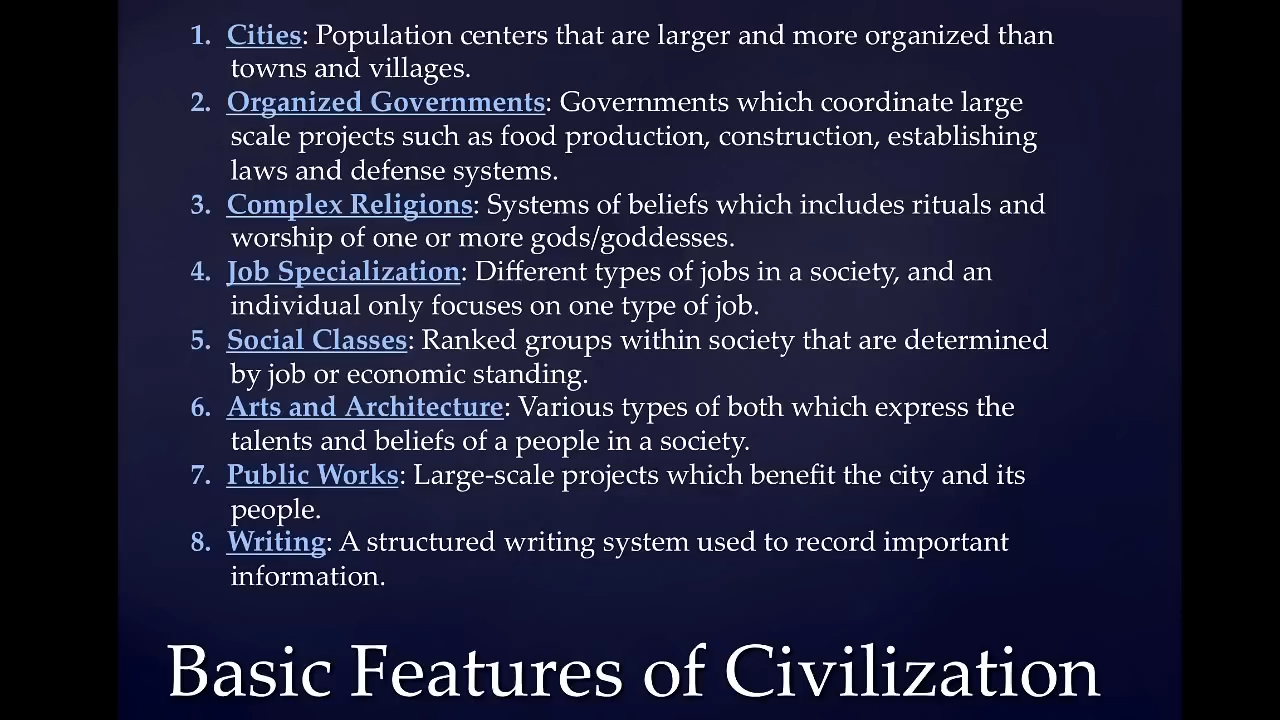 1. Cities: Population centers that are larger and more organized than
towns and villages.
2. Organized Governments: Governments which coordinate large
scale projects such as food production, construction, establishing
laws and defense systems.
3. Complex Religions: Systems of beliefs which includes rituals and
worship of one or more gods/goddesses.
4. Job Specialization: Different types of jobs in a society, and an
individual only focuses on one type of job.
5. Social Classes: Ranked groups within society that are determined
by job or economic standing.
6. Arts and Architecture: Various types of both which express the
talents and beliefs of a people in a society.
7. Public Works: Large-scale projects which benefit the city and its
people.
8. Writing: A structured writing system used to record important
information.
Basic Features of Civilization